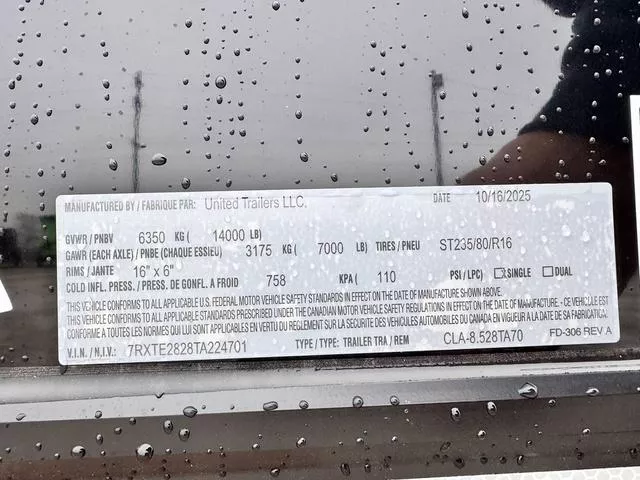 MANUFACTURED BY / FABRIQUE PAR: United Trailers LLC, DATE 10/16/2025
GVWR / PNBV 6350 KG ( 14000 LB)
GAWR (EACH AXLE) / PNBE (CHAQUE ESSIEU) 3175 KG ( 7000 LB) TIRES / PNEU ST235/80/R16
RIMS / JANTE 16" x 6"
COLD INFL. PRESS. / PRESS. DE GONFL. A FROID 758 KPA ( 110 PSI / LPC) SINGLE DUAL
THIS VEHICLE CONFORMS TO ALL APPLICABLE U.S. FEDERAL MOTOR VEHICLE SAFETY STANDARDS IN EFFECT ON THE DATE OF MANUFACTURE SHOWN ABOVE.
THIS VEHICLE CONFORMS TO ALL APPLICABLE STANDARDS PRESCRIBED UNDER THE CANADIAN MOTOR VEHICLE SAFETY REGULATIONS IN EFFECT ON THE DATE OF MANUFACTURE. - CE VEHICULE EST
CONFORME A TOUTES LES NORMES QUI LUI SONT APPLICABLES EN VERTU DU REGLEMENT SUR LA SECURITE DES VEHICULES AUTOMOBILES DU CANADA EN VIGUEUR A LA DATE DE SA FABRICATION.
V.I.N. / N.I.V.: 7RXTE2828TA224701 TYPE / TYPE: TRAILER TRA / REM CLA-8.528TA70 FD-306 REV A